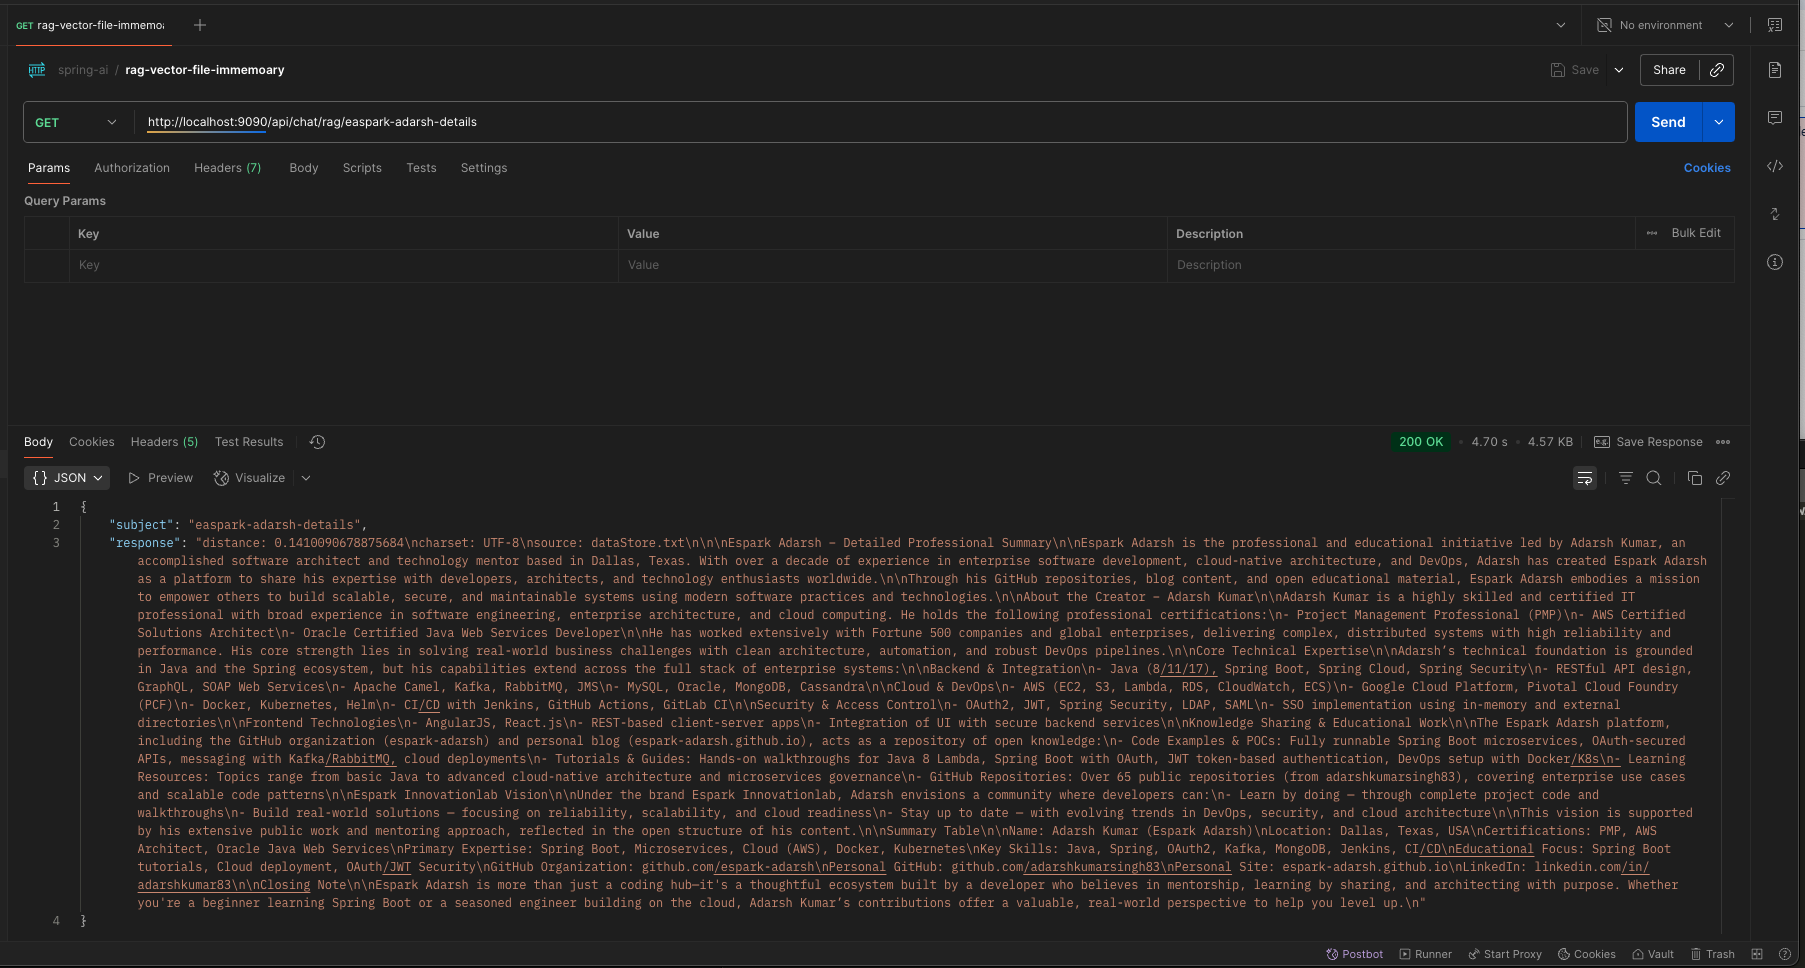 GET rag-vector-file-immemoa
No environment
HTTP spring-ai / rag-vector-file-immemoary
Save
Share
GET
http://localhost:9090/api/chat/rag/easpark-adarsh-details
Send
Params Authorization Headers (7) Body Scripts Tests Settings
Cookies
Query Params
Key Value Description Bulk Edit
Key Value Description
Body Cookies Headers (5) Test Results
200 OK • 4.70 s • 4.57 KB
Save Response
{} JSON Preview Visualize
1 {
2 "subject": "easpark-adarsh-details",
3 "response": "distance: 0.1410090678875684\ncharset: UTF-8\nsource: dataStore.txt\n\n\nEspark Adarsh – Detailed Professional Summary\n\nEspark Adarsh is the professional and educational initiative led by Adarsh Kumar, an
accomplished software architect and technology mentor based in Dallas, Texas. With over a decade of experience in enterprise software development, cloud-native architecture, and DevOps, Adarsh has created Espark Adarsh
as a platform to share his expertise with developers, architects, and technology enthusiasts worldwide.\n\nThrough his GitHub repositories, blog content, and open educational material, Espark Adarsh embodies a mission
to empower others to build scalable, secure, and maintainable systems using modern software practices and technologies.\n\nAbout the Creator – Adarsh Kumar\n\nAdarsh Kumar is a highly skilled and certified IT
professional with broad experience in software engineering, enterprise architecture, and cloud computing. He holds the following professional certifications:\n- Project Management Professional (PMP)\n- AWS Certified
Solutions Architect\n- Oracle Certified Java Web Services Developer\n\nHe has worked extensively with Fortune 500 companies and global enterprises, delivering complex, distributed systems with high reliability and
performance. His core strength lies in solving real-world business challenges with clean architecture, automation, and robust DevOps pipelines.\n\nCore Technical Expertise\n\nAdarsh’s technical foundation is grounded
in Java and the Spring ecosystem, but his capabilities extend across the full stack of enterprise systems:\n\nBackend & Integration\n- Java (8/11/17), Spring Boot, Spring Cloud, Spring Security\n- RESTful API design,
GraphQL, SOAP Web Services\n- Apache Camel, Kafka, RabbitMQ, JMS\n- MySQL, Oracle, MongoDB, Cassandra\n\nCloud & DevOps\n- AWS (EC2, S3, Lambda, RDS, CloudWatch, ECS)\n- Google Cloud Platform, Pivotal Cloud Foundry
(PCF)\n- Docker, Kubernetes, Helm\n- CI/CD with Jenkins, GitHub Actions, GitLab CI\n\nSecurity & Access Control\n- OAuth2, JWT, Spring Security, LDAP, SAML\n- SSO implementation using in-memory and external
directories\n\nFrontend Technologies\n- AngularJS, React.js\n- REST-based client-server apps\n- Integration of UI with secure backend services\n\nKnowledge Sharing & Educational Work\n\nThe Espark Adarsh platform,
including the GitHub organization (espark-adarsh) and personal blog (espark-adarsh.github.io), acts as a repository of open knowledge:\n- Code Examples & POCs: Fully runnable Spring Boot microservices, OAuth-secured
APIs, messaging with Kafka/RabbitMQ, cloud deployments\n- Tutorials & Guides: Hands-on walkthroughs for Java 8 Lambda, Spring Boot with OAuth, JWT token-based authentication, DevOps setup with Docker/K8s\n- Learning
Resources: Topics range from basic Java to advanced cloud-native architecture and microservices governance\n- GitHub Repositories: Over 65 public repositories (from adarshkumarsingh83), covering enterprise use cases
and scalable code patterns\n\nEspark Innovationlab Vision\n\nUnder the brand Espark Innovationlab, Adarsh envisions a community where developers can:\n- Learn by doing — through complete project code and
walkthroughs\n- Build real-world solutions — focusing on reliability, scalability, and cloud readiness\n- Stay up to date — with evolving trends in DevOps, security, and cloud architecture\n\nThis vision is supported
by his extensive public work and mentoring approach, reflected in the open structure of his content.\n\nSummary Table\n\nName: Adarsh Kumar (Espark Adarsh)\nLocation: Dallas, Texas, USA\nCertifications: PMP, AWS
Architect, Oracle Java Web Services\nPrimary Expertise: Spring Boot, Microservices, Cloud (AWS), Docker, Kubernetes\nKey Skills: Java, Spring, OAuth2, Kafka, MongoDB, Jenkins, CI/CD\nEducational Focus: Spring Boot
tutorials, Cloud deployment, OAuth/JWT Security\nGitHub Organization: github.com/espark-adarsh\nPersonal GitHub: github.com/adarshkumarsingh83\nPersonal Site: espark-adarsh.github.io\nLinkedIn: linkedin.com/in/
adarshkumar83\n\nClosing Note\n\nEspark Adarsh is more than just a coding hub—it's a thoughtful ecosystem built by a developer who believes in mentorship, learning by sharing, and architecting with purpose. Whether
you're a beginner learning Spring Boot or a seasoned engineer building on the cloud, Adarsh Kumar’s contributions offer a valuable, real-world perspective to help you level up.\n"
4 }
Postbot Runner Start Proxy Cookies Vault Trash